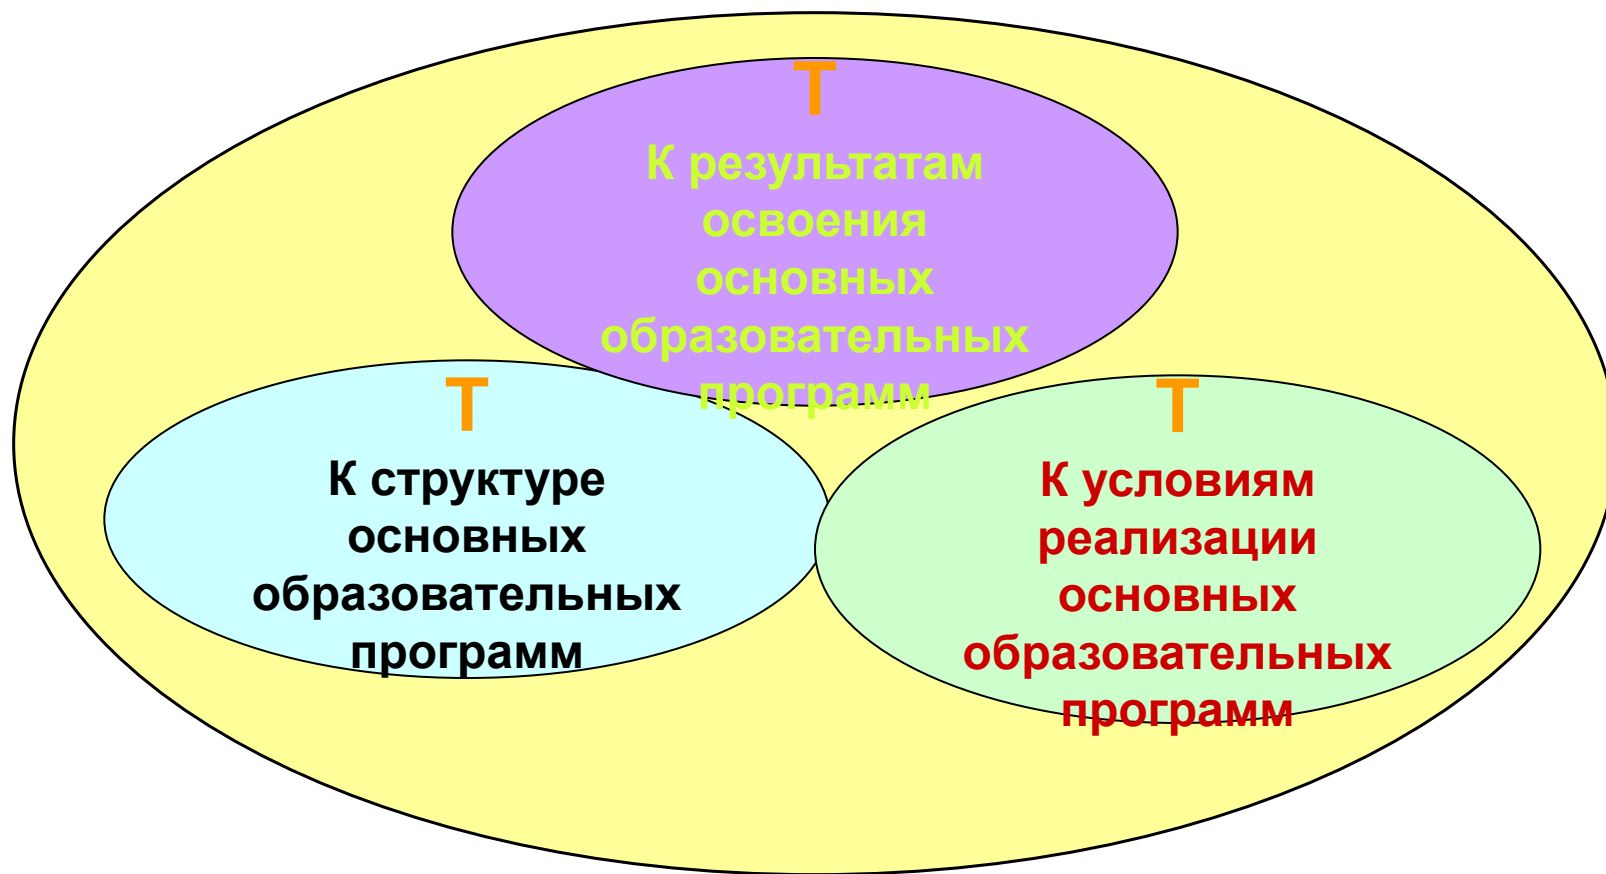 Т
К результатам
освоения
основных
образовательных
программ
Т
К структуре
основных
образовательных
программ
Т
К условиям
реализации
основных
образовательных
программ